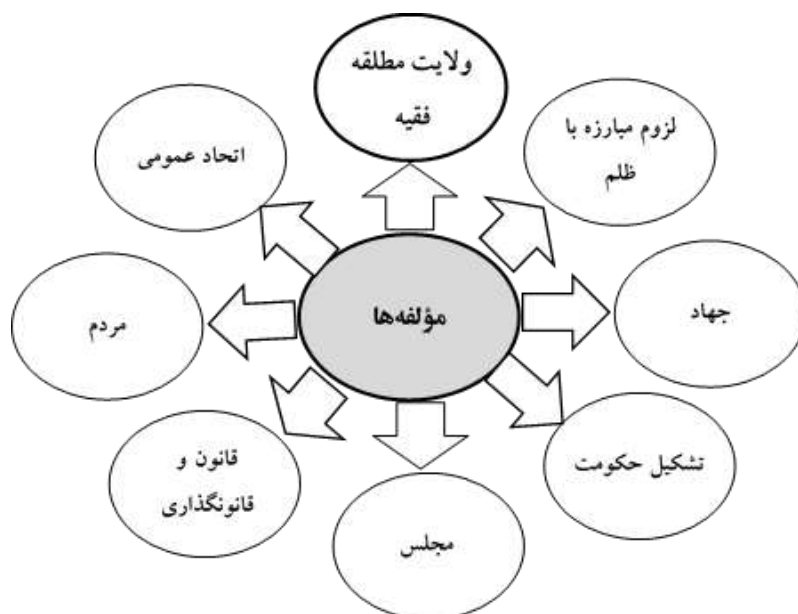 ولایت مطلقه
فقیه
لزوم مبارزه با
ظلم
جهاد
تشکیل حکومت
مجلس
قانون و
قانونگذاری
مردم
اتحاد عمومی
مؤلفه‌ها